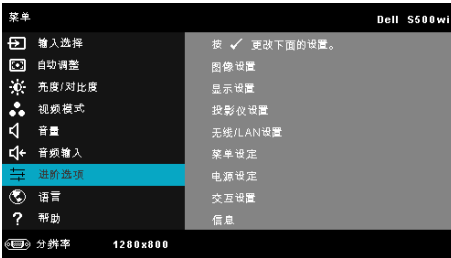 菜单 Dell S500wi
输入选择
自动调整
亮度/对比度
视频模式
音量
音频输入
进阶选项
语言
帮助
按 ✓ 更改下面的设置。
图像设置
显示设置
投影仪设置
无线/LAN设置
菜单设定
电源设定
交互设置
信息
分辨率 1280x800